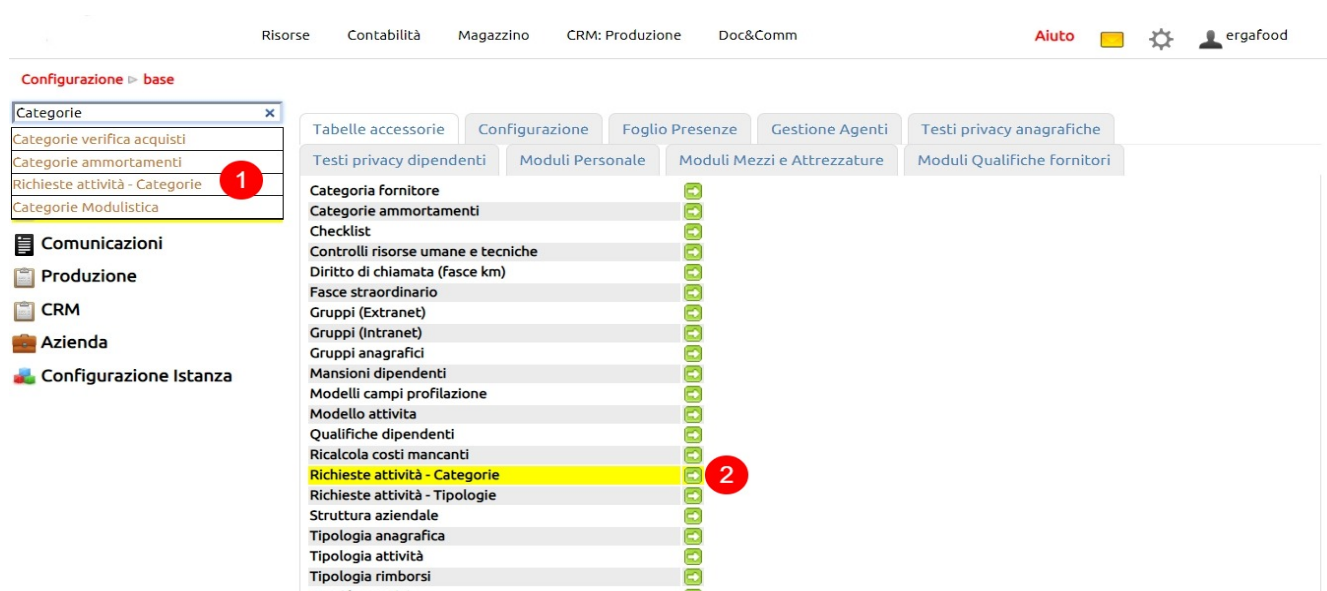 Risorse Contabilità Magazzino CRM: Produzione Doc&Comm Aiuto ergafood
Configurazione ▷ base
Categorie ×
Categorie verifica acquisti
Categorie ammortamenti
Richieste attività - Categorie
1
Categorie Modulistica
Comunicazioni
Produzione
CRM
Azienda
Configurazione Istanza
Tabelle accessorie Configurazione Foglio Presenze Gestione Agenti Testi privacy anagrafiche
Testi privacy dipendenti Moduli Personale Moduli Mezzi e Attrezzature Moduli Qualifiche fornitori
Categoria fornitore
Categorie ammortamenti
Checklist
Controlli risorse umane e tecniche
Diritto di chiamata (fasce km)
Fasce straordinario
Gruppi (Extranet)
Gruppi (Intranet)
Gruppi anagrafici
Mansioni dipendenti
Modelli campi profilazione
Modello attivita
Qualifiche dipendenti
Ricalcola costi mancanti
Richieste attività - Categorie 2
Richieste attività - Tipologie
Struttura aziendale
Tipologia anagrafica
Tipologia attività
Tipologia rimborsi